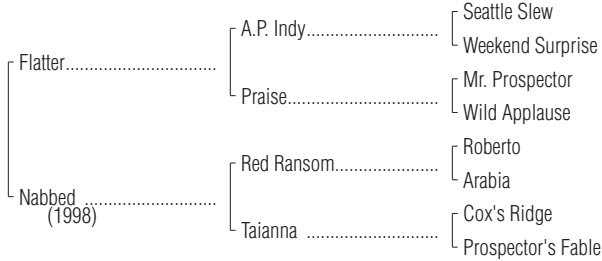 Seattle Slew
A.P. Indy
Weekend Surprise
Flatter
Mr. Prospector
Praise
Wild Applause
Roberto
Red Ransom
Arabia
Nabbed
(1998)
Cox's Ridge
Taianna
Prospector's Fable